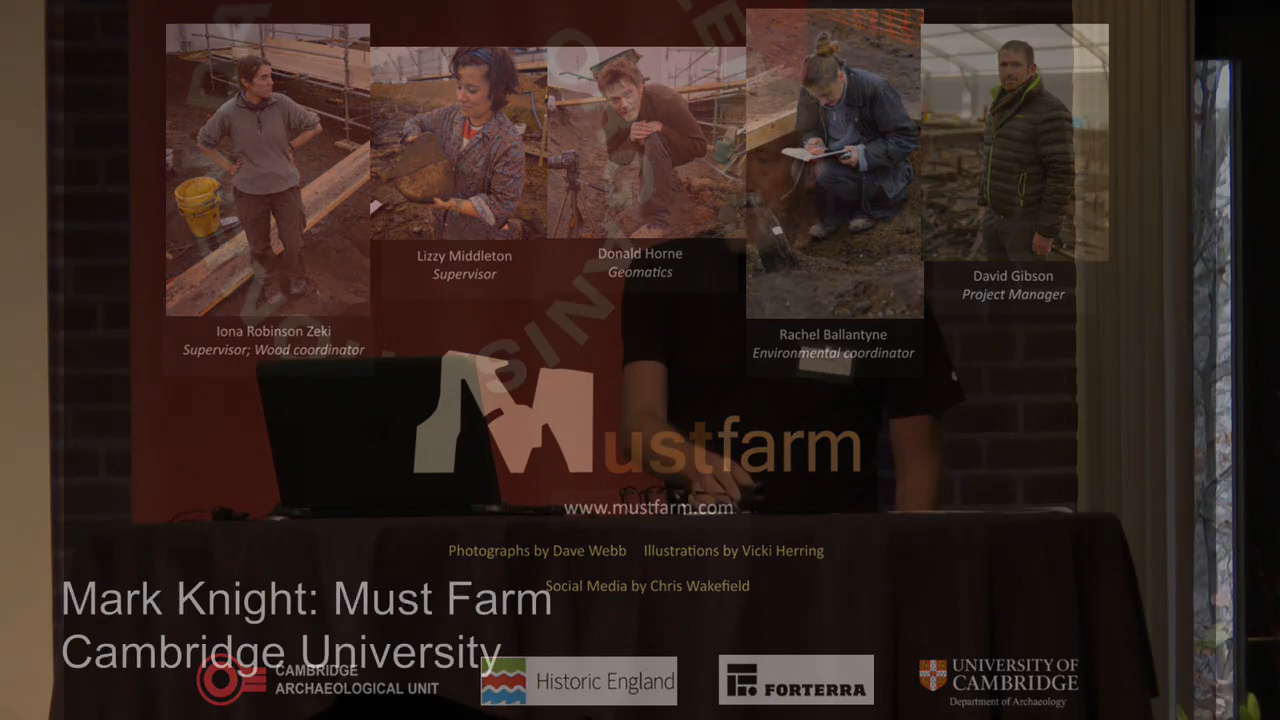 Lizzy Middleton
Supervisor
Donald Horne
Geomatics
David Gibson
Project Manager
Iona Robinson Zeki
Supervisor; Wood coordinator
Rachel Ballantyne
Environmental coordinator
SIN
Mustfarm
www.mustfarm.com
Photographs by Dave Webb Illustrations by Vicki Herring
Social Media by Chris Wakefield
Mark Knight: Must Farm
Cambridge University
CAMBRIDGE
ARCHAEOLOGICAL UNIT
Historic England
FORTERRA
UNIVERSITY OF
CAMBRIDGE
Department of Archaeology